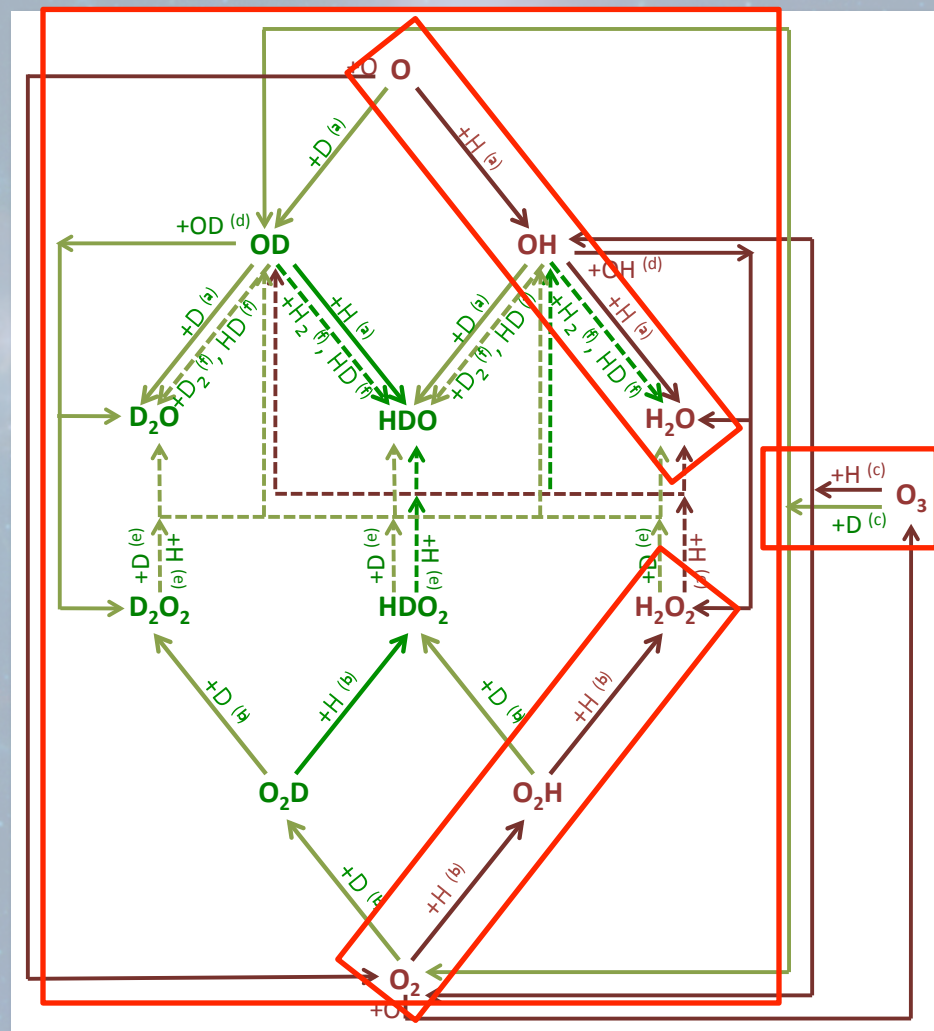 +O O
+D (a)
+H (a)
+OD (d)
OD
OH
+OH (d)
+D (a)
+D₂ (f), HD (f)
+H₂ (f), HD (f)
+H (a)
+D (a)
+D₂ (f), HD (f)
+H₂ (f), HD (f)
+H (a)
D₂O
HDO
H₂O
+H (c)
O₃
+D (c)
+D (e)
+H (e)
+D (e)
+H (e)
+D (e)
+H (e)
D₂O₂
HDO₂
H₂O₂
+D (b)
+H (b)
+D (b)
+H (b)
O₂D
O₂H
+D (b)
+H (b)
O₂
+O